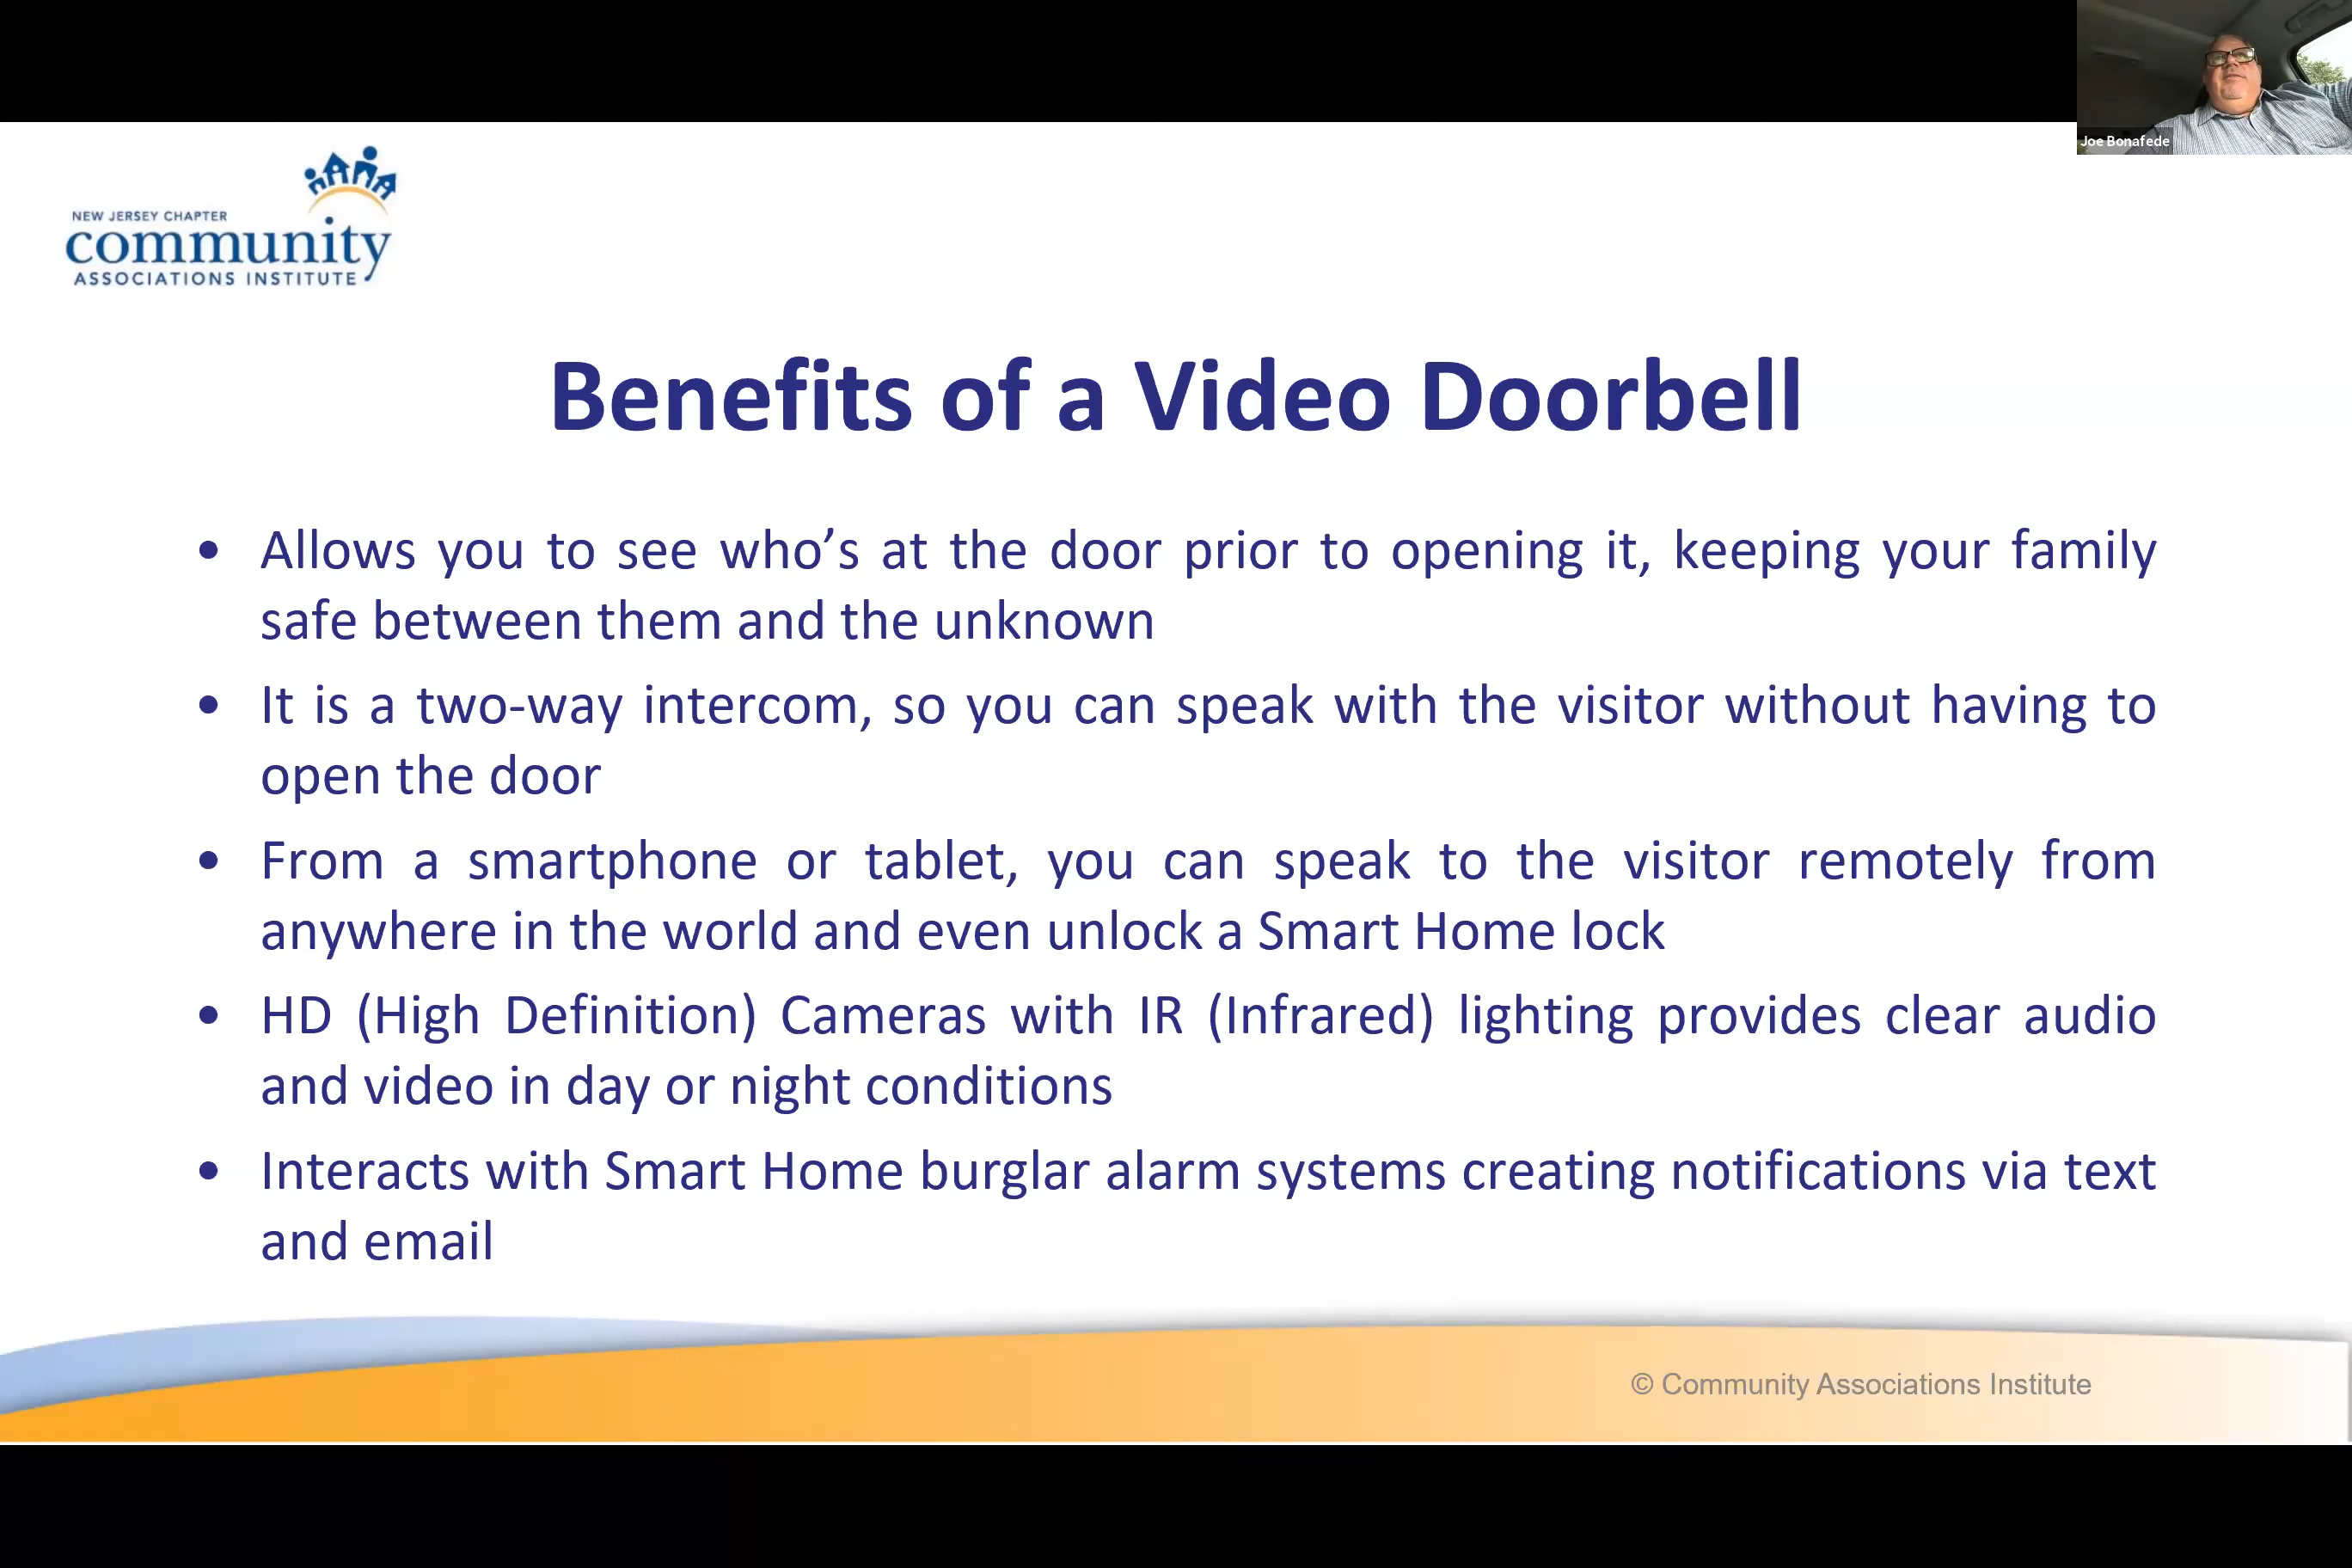 Joe Bonafede
NEW JERSEY CHAPTER
community
ASSOCIATIONS INSTITUTE
Benefits of a Video Doorbell
• Allows you to see who’s at the door prior to opening it, keeping your family
safe between them and the unknown
• It is a two-way intercom, so you can speak with the visitor without having to
open the door
• From a smartphone or tablet, you can speak to the visitor remotely from
anywhere in the world and even unlock a Smart Home lock
• HD (High Definition) Cameras with IR (Infrared) lighting provides clear audio
and video in day or night conditions
• Interacts with Smart Home burglar alarm systems creating notifications via text
and email
© Community Associations Institute